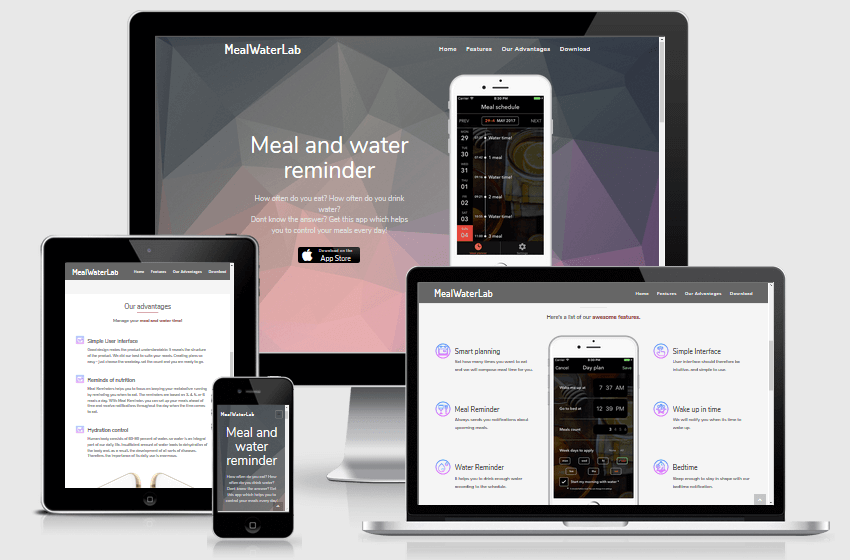 MealWaterLab
Home Features Our Advantages Download
Meal and water
reminder
How often do you eat? How often do you drink
water?
Dont know the answer? Get this app which helps
you to control your meals every day!
Download on the
App Store
8:30 PM
Meal schedule
PREV MAY 2017 NEXT
29
Water time!
30
1 meal
31
Water time!
01
02
2 meal
03
Water time!
04
3 meal
Settings
MealWaterLab
Home Features Our Advantages Download
Our advantages
Manage your meal and water time!
Simple User interface
Reminds of nutrition
Hydration control
MealWaterLab
Meal and
water
reminder
How often do you eat? How
often do you drink water?
Dont know the answer? Get
this app which helps you to
control your meals every day!
MealWaterLab
Home Features Our Advantages Download
Here's a list of our awesome features.
Smart planning
Set how many times you want to eat
and we will compose meal time for you.
Meal Reminder
Always sends you notifications about
upcoming meals.
Water Reminder
It helps you to drink enough water
according to the schedule.
Cancel Day plan Save
Wake me up at 7 37 AM
Go to bed at 12 39 PM
Meals count
Week days to apply
Start my morning with water *
Simple Interface
User interface should therefore be
intuitive, and simple to use.
Wake up in time
We will notify you when its time to
wake up.
Bedtime
Sleep enough to stay in shape with our
bedtime notification.